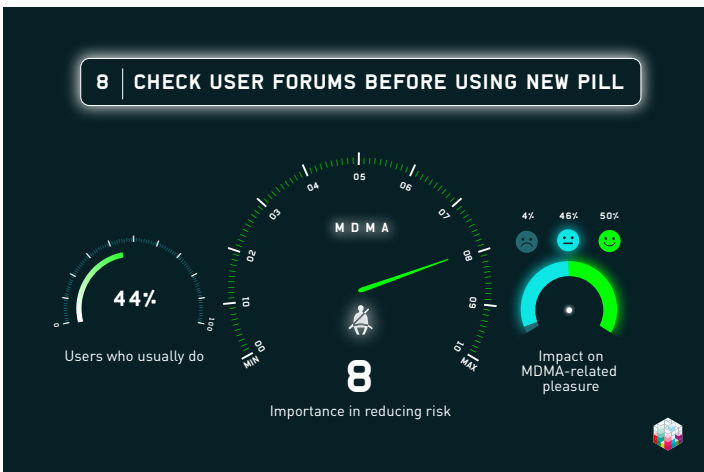 8 | CHECK USER FORUMS BEFORE USING NEW PILL
05
04
06
03
07
MDMA
4% 46% 50%
02
08
44%
01
09
0
100
00
MIN
10
MAX
Users who usually do
8
Importance in reducing risk
Impact on
MDMA-related
pleasure